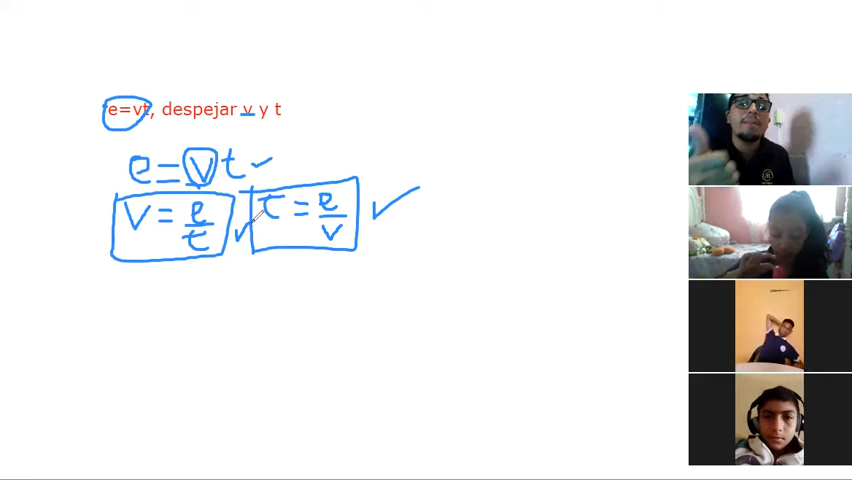 e=vt, despejar v y t
e = v t
v = e/t t = e/v